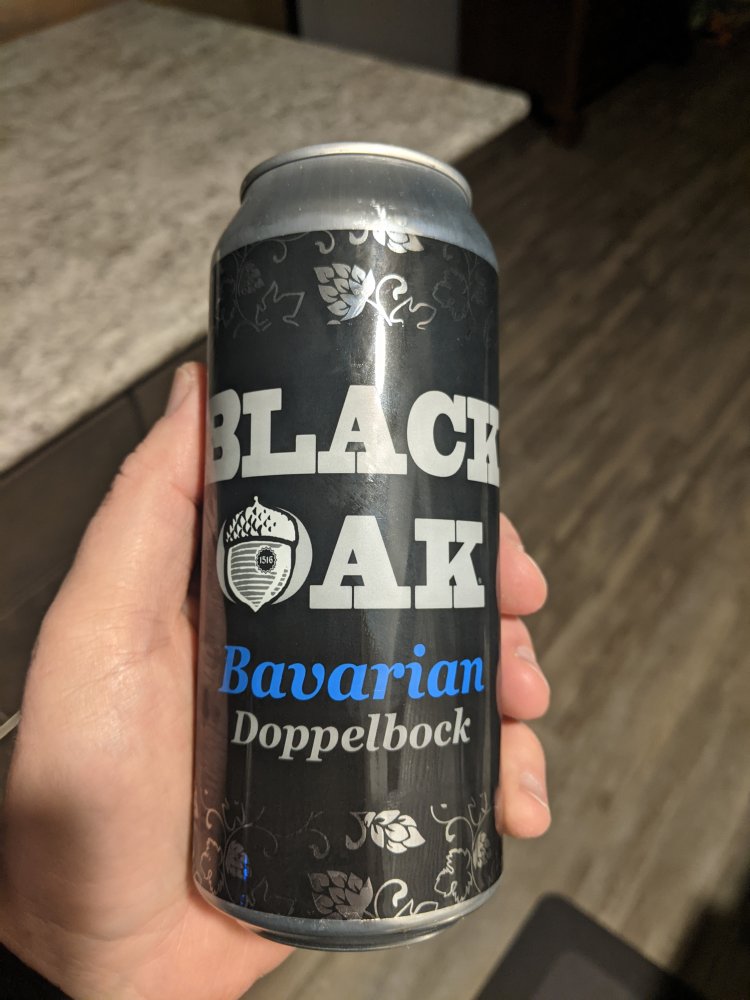 BLACK
OAK
1516
Bavarian
Doppelbock